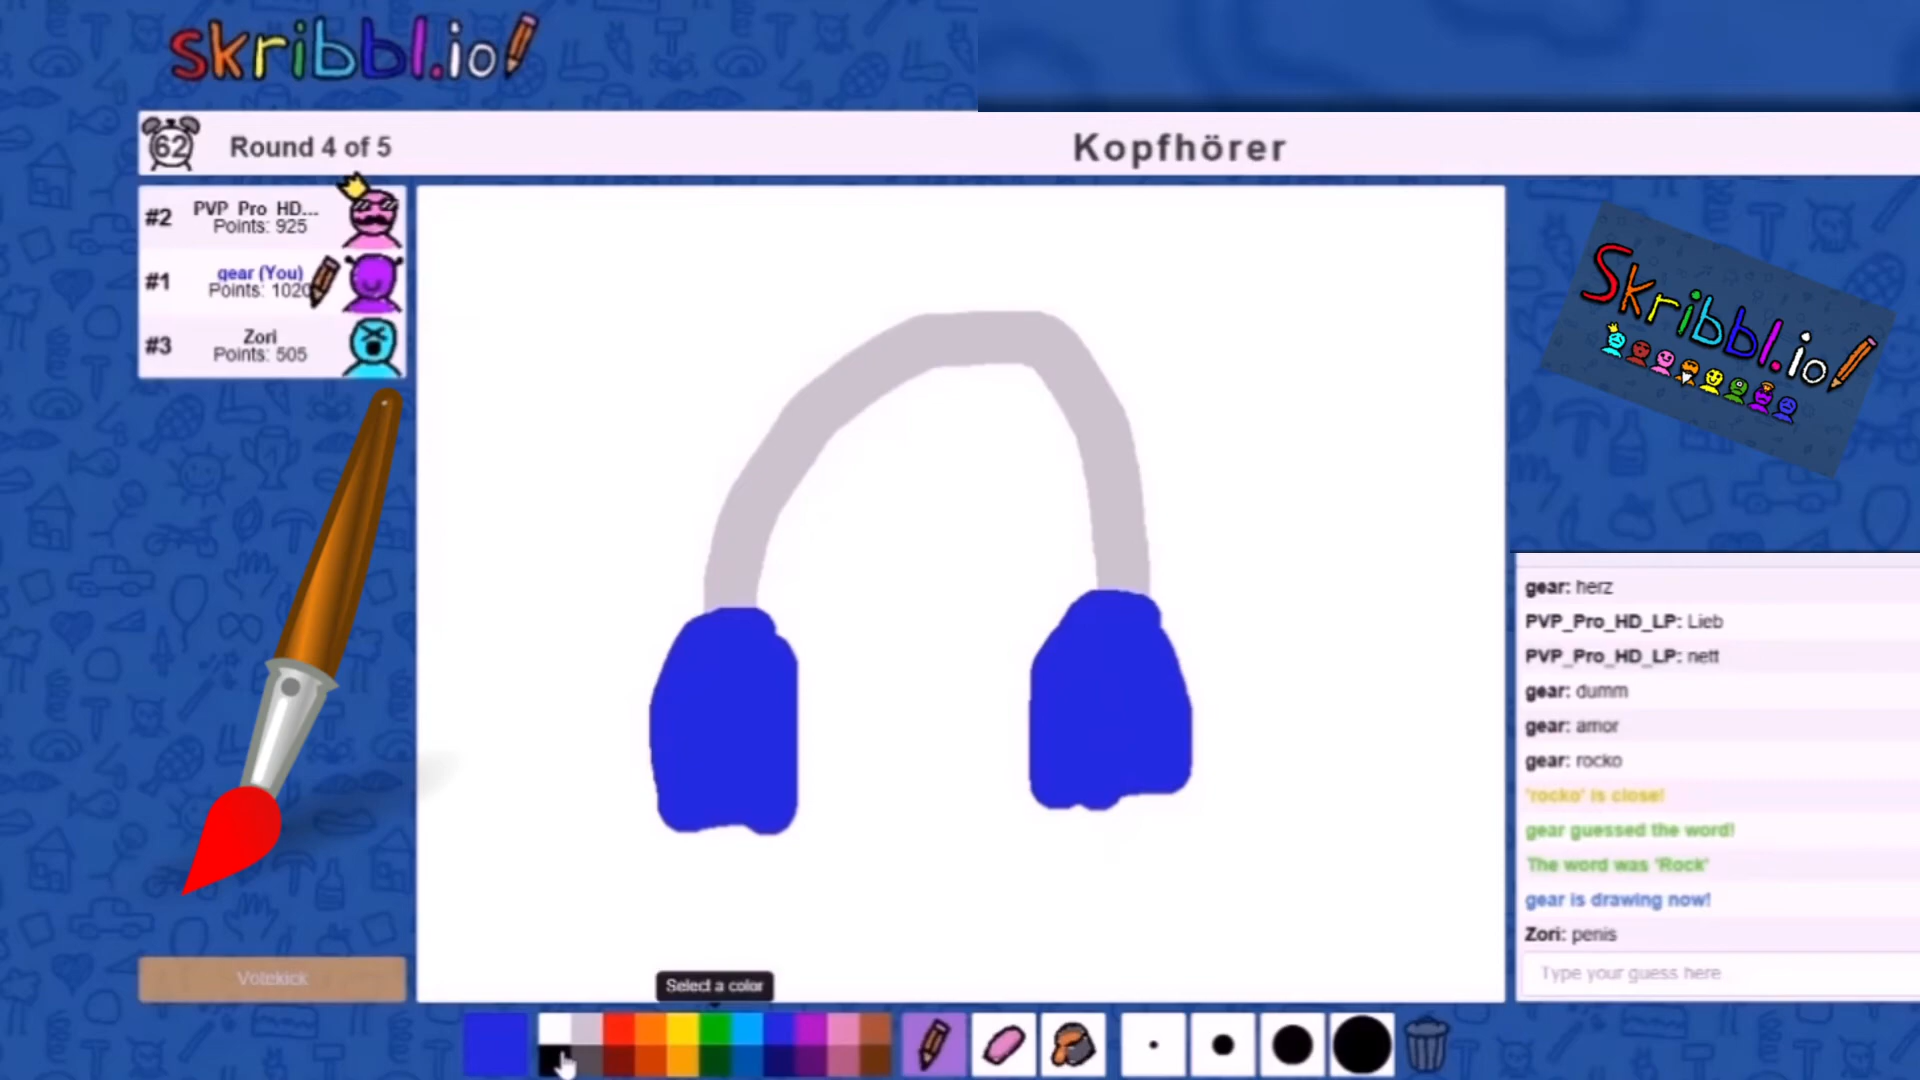 skribbl.io
62
Round 4 of 5
Kopfhörer
#2
PVP_Pro_HD...
Points: 925
#1
gear (You)
Points: 1020
#3
Zori
Points: 505
Skribbl.io
gear: herz
PVP_Pro_HD_LP: Lieb
PVP_Pro_HD_LP: nett
gear: dumm
gear: amor
gear: rocko
'rocko' is close!
gear guessed the word!
The word was 'Rock'
gear is drawing now!
Zori: penis
Type your guess here
Votekick
Select a color